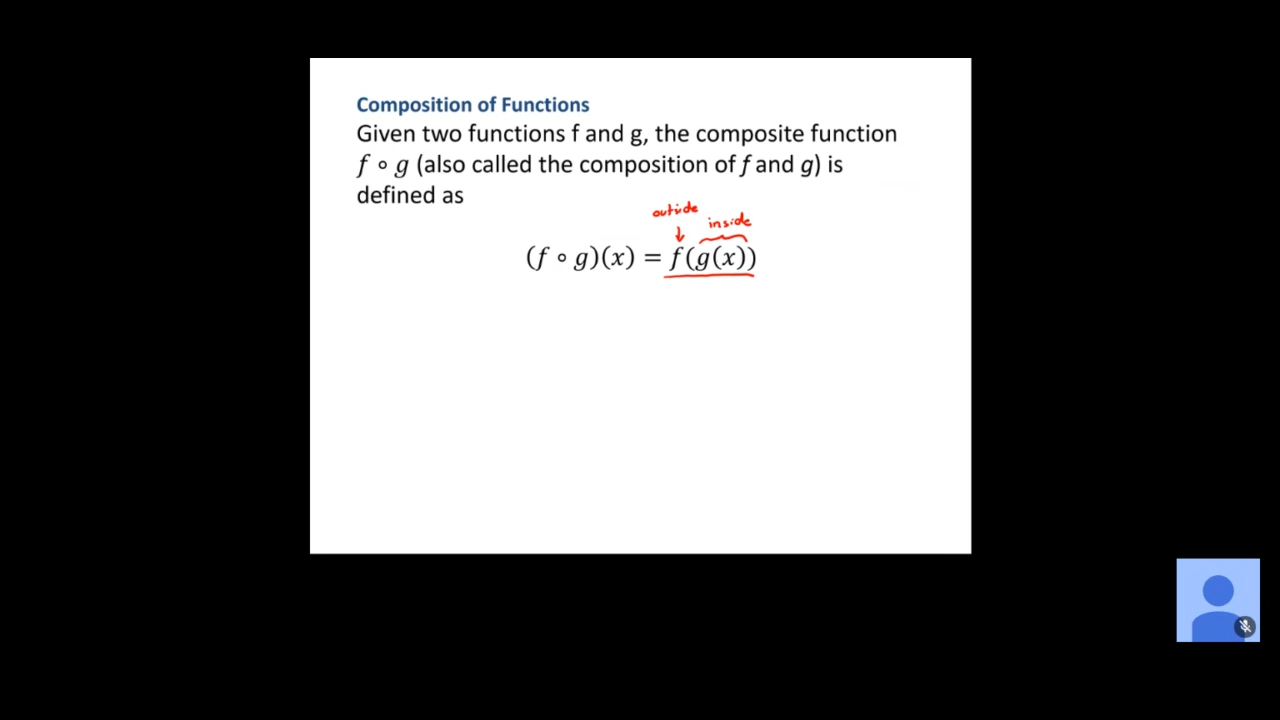 Composition of Functions
Given two functions f and g, the composite function
f ∘ g (also called the composition of f and g) is
defined as
outside
inside
(f ∘ g)(x) = f(g(x))